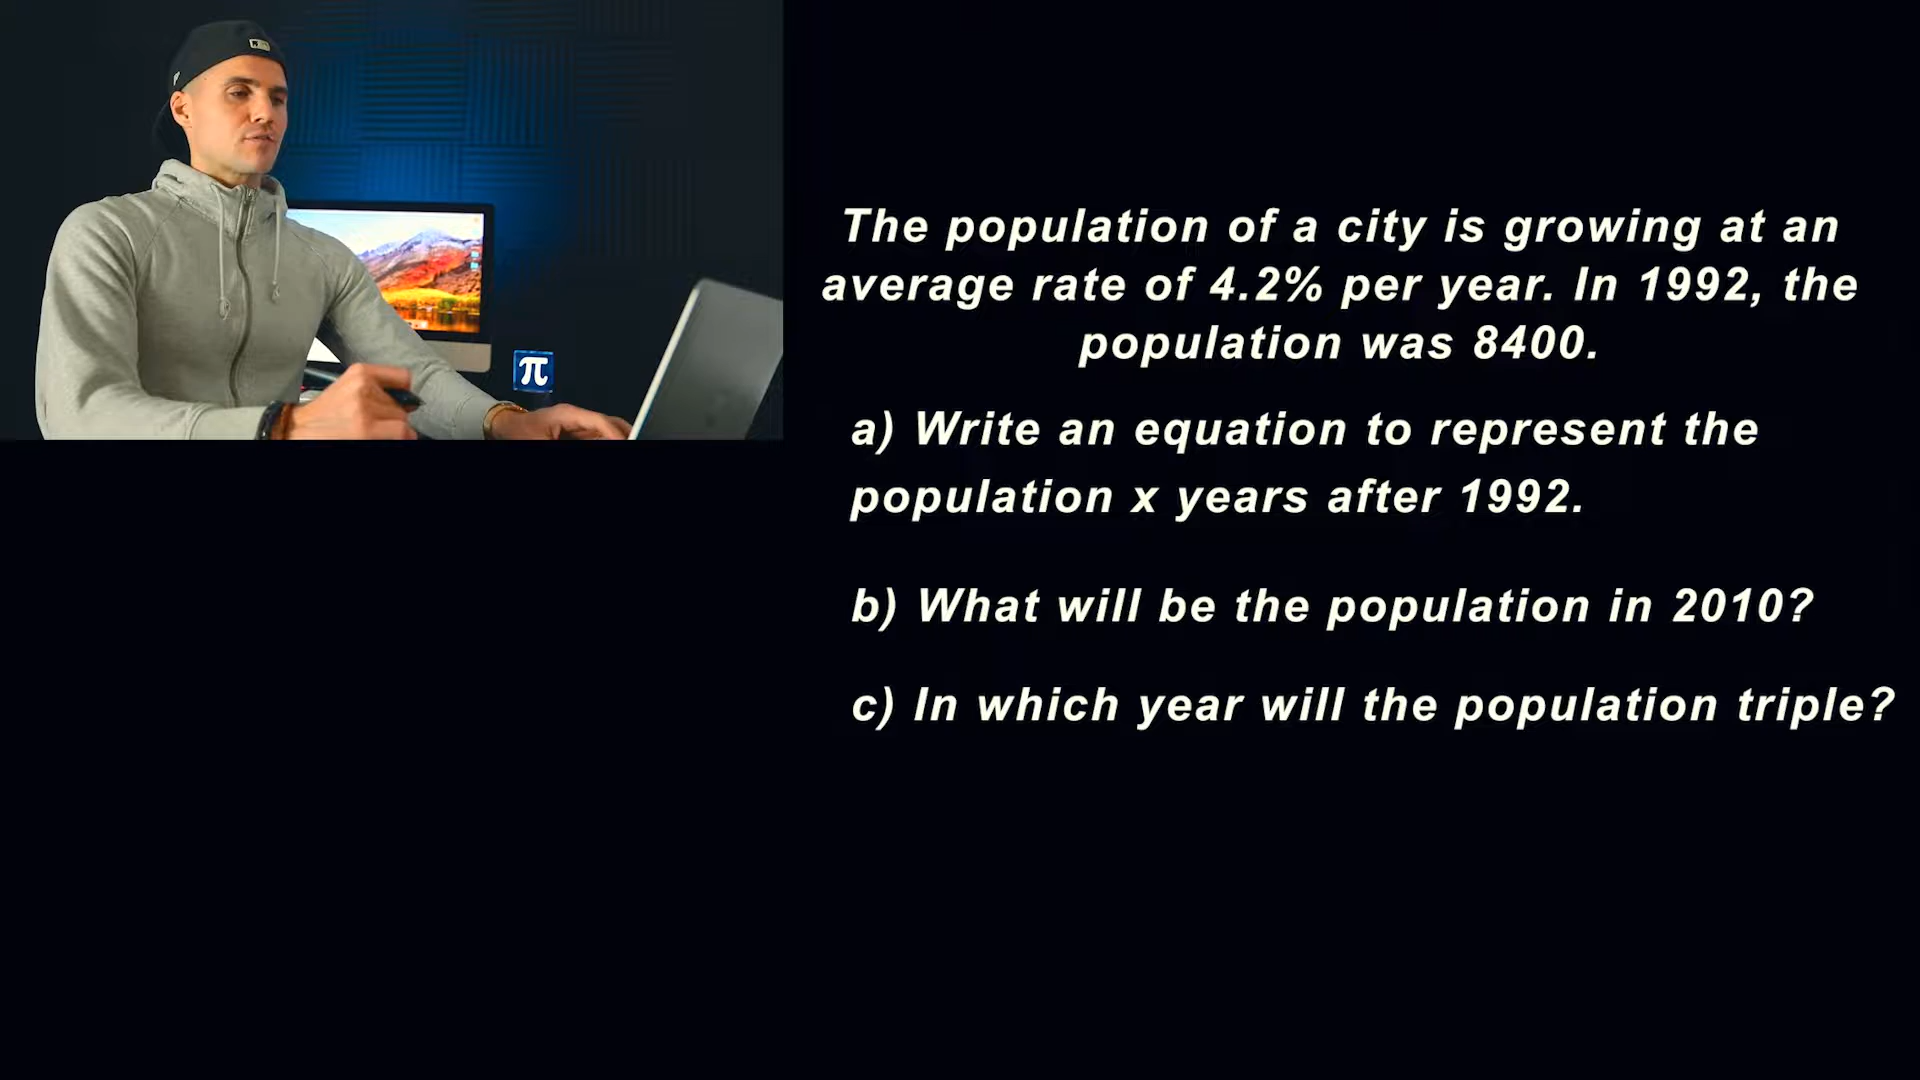 π
The population of a city is growing at an
average rate of 4.2% per year. In 1992, the
population was 8400.
a) Write an equation to represent the
population x years after 1992.
b) What will be the population in 2010?
c) In which year will the population triple?